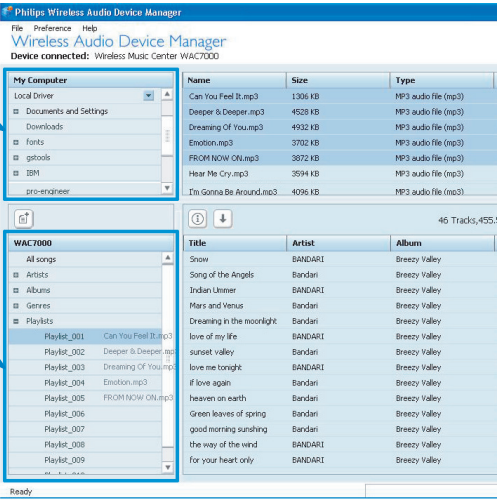 Philips Wireless Audio Device Manager
File Preference Help
Wireless Audio Device Manager
Device connected: Wireless Music Center WAC7000
My Computer
Local Driver
Documents and Settings
Downloads
fonts
gstools
IBM
pro-engineer
Name Size Type
Can You Feel It.mp3 1306 KB MP3 audio file (mp3)
Deeper & Deeper.mp3 4528 KB MP3 audio file (mp3)
Dreaming Of You.mp3 4932 KB MP3 audio file (mp3)
Emotion.mp3 3702 KB MP3 audio file (mp3)
FROM NOW ON.mp3 3872 KB MP3 audio file (mp3)
Hear Me Cry.mp3 3594 KB MP3 audio file (mp3)
I'm Gonna Be Around.mp3 4096 KB MP3 audio file (mp3)
46 Tracks,455.
WAC7000
All songs
Artists
Albums
Genres
Playlists
Playlist_001 Can You Feel It.mp3
Playlist_002 Deeper & Deeper.mp3
Playlist_003 Dreaming Of You.mp3
Playlist_004 Emotion.mp3
Playlist_005 FROM NOW ON.mp3
Playlist_006
Playlist_007
Playlist_008
Playlist_009
Title Artist Album
Snow BANDARI Breezy Valley
Song of the Angels Bandari Breezy Valley
Indian Ummer BANDARI Breezy Valley
Mars and Venus Bandari Breezy Valley
Dreaming in the moonlight Bandari Breezy Valley
love of my life BANDARI Breezy Valley
sunset valley Bandari Breezy Valley
love me tonight BANDARI Breezy Valley
if love again Bandari Breezy Valley
heaven on earth Bandari Breezy Valley
Green leaves of spring Bandari Breezy Valley
good morning sunshing Bandari Breezy Valley
the way of the wind BANDARI Breezy Valley
for your heart only BANDARI Breezy Valley
Ready